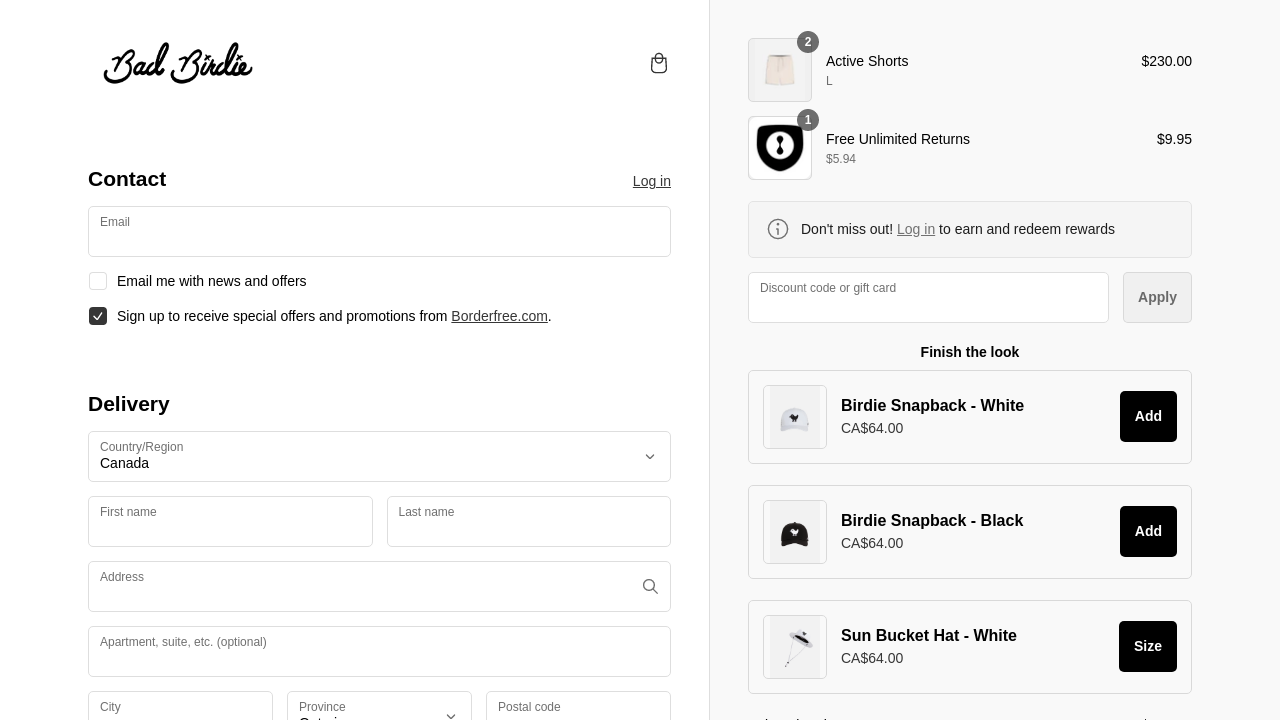 Bad Birdie
Contact
Log in
Email
Email me with news and offers
Sign up to receive special offers and promotions from Borderfree.com.
Delivery
Country/Region
Canada
First name
Last name
Address
Apartment, suite, etc. (optional)
City
Province
Postal code
2
Active Shorts
$230.00
L
1
Free Unlimited Returns
$9.95
$5.94
Don't miss out! Log in to earn and redeem rewards
Discount code or gift card
Apply
Finish the look
Birdie Snapback - White
CA$64.00
Add
Birdie Snapback - Black
CA$64.00
Add
Sun Bucket Hat - White
CA$64.00
Size